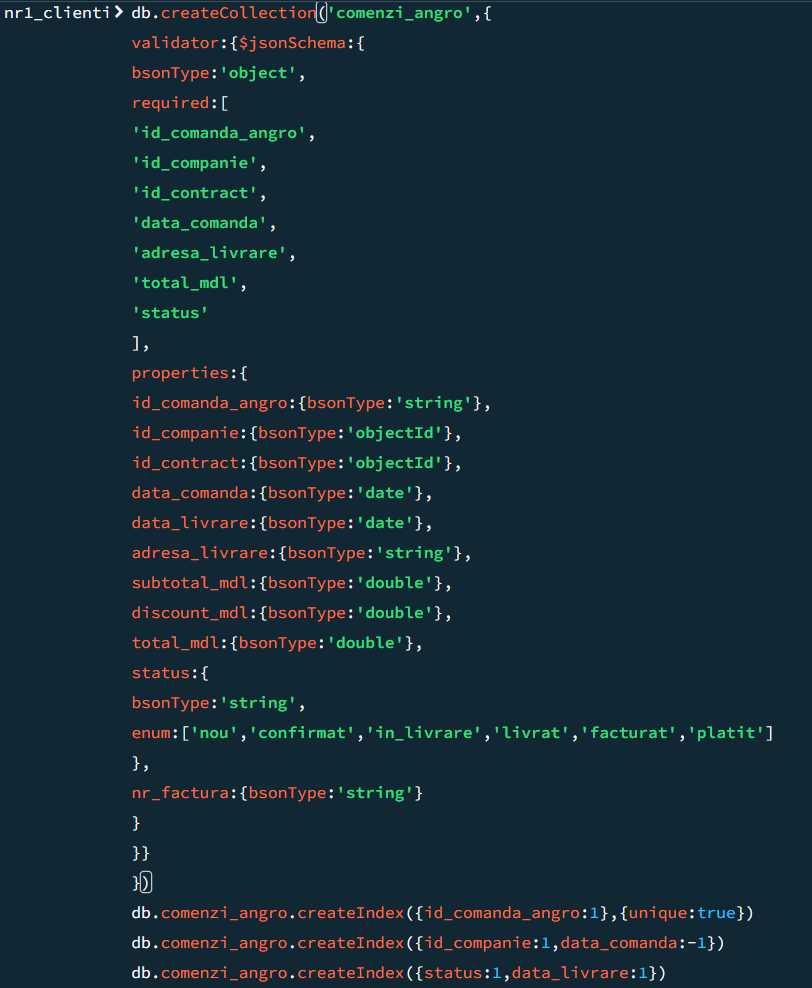 nr1_clienti> db.createCollection('comenzi_angro',{
validator:{$jsonSchema:{
bsonType:'object',
required:[
'id_comanda_angro',
'id_companie',
'id_contract',
'data_comanda',
'adresa_livrare',
'total_mdl',
'status'
],
properties:{
id_comanda_angro:{bsonType:'string'},
id_companie:{bsonType:'objectId'},
id_contract:{bsonType:'objectId'},
data_comanda:{bsonType:'date'},
data_livrare:{bsonType:'date'},
adresa_livrare:{bsonType:'string'},
subtotal_mdl:{bsonType:'double'},
discount_mdl:{bsonType:'double'},
total_mdl:{bsonType:'double'},
status:{
bsonType:'string',
enum:['nou','confirmat','in_livrare','livrat','facturat','platit']
},
nr_factura:{bsonType:'string'}
}
}}
})
db.comenzi_angro.createIndex({id_comanda_angro:1},{unique:true})
db.comenzi_angro.createIndex({id_companie:1,data_comanda:-1})
db.comenzi_angro.createIndex({status:1,data_livrare:1})